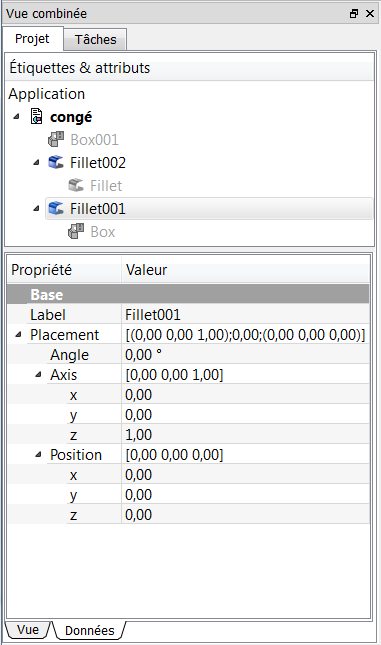 Vue combinée
Projet Tâches
Étiquettes & attributs
Application
congé
Box001
Fillet002
Fillet
Fillet001
Box
Propriété Valeur
Base
Label Fillet001
Placement [(0,00 0,00 1,00);0,00;(0,00 0,00 0,00)]
Angle 0,00 °
Axis [0,00 0,00 1,00]
x 0,00
y 0,00
z 1,00
Position [0,00 0,00 0,00]
x 0,00
y 0,00
z 0,00
Vue Données